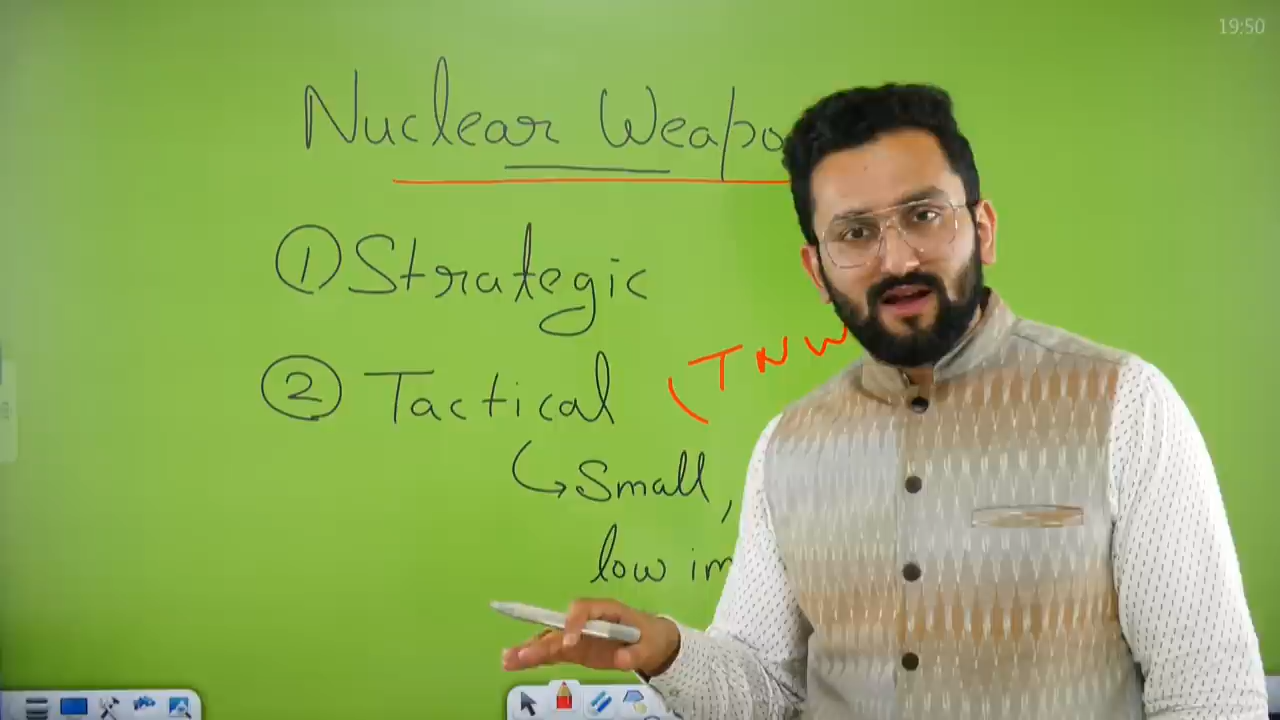 19:50
Nuclear Weapo
① Strategic
② Tactical (TNW
↳ Small,
low im